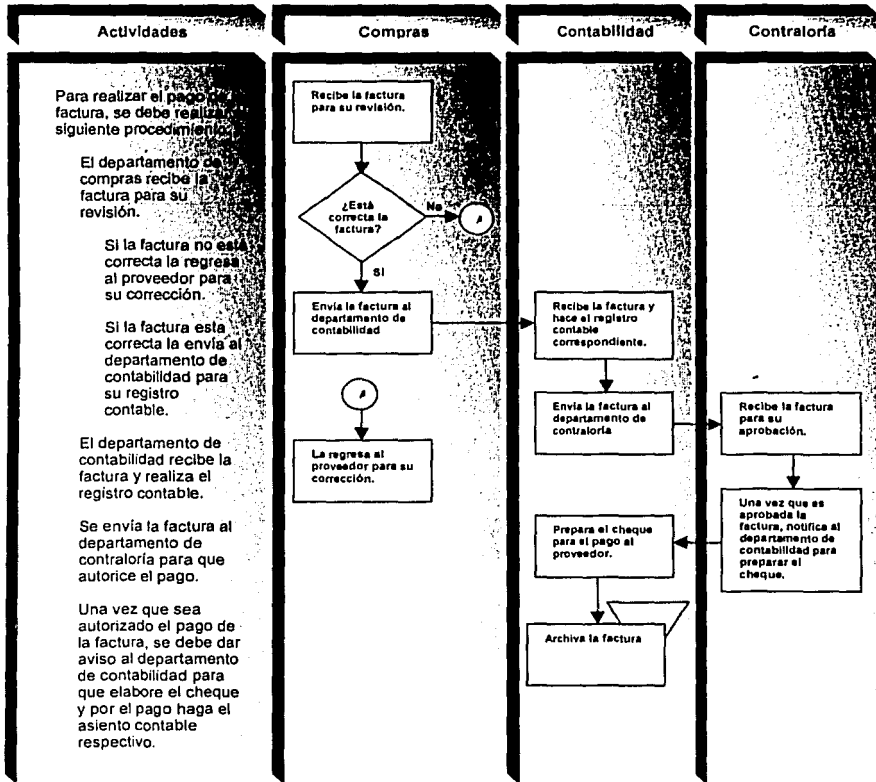 Actividades
Compras
Contabilidad
Contraloría
Para realizar el pago de
factura, se debe realizar
siguiente procedimiento
El departamento de
compras recibe la
factura para su
revisión.
Si la factura no está
correcta la regresa
al proveedor para
su corrección.
Si la factura esta
correcta la envía al
departamento de
contabilidad para
su registro
contable.
El departamento de
contabilidad recibe la
factura y realiza el
registro contable.
Se envía la factura al
departamento de
contraloría para que
autorice el pago.
Una vez que sea
autorizado el pago de
la factura, se debe dar
aviso al departamento
de contabilidad para
que elabore el cheque
y por el pago haga el
asiento contable
respectivo.
Recibe la factura
para su revisión.
¿Está
correcta la
factura?
No
A
Si
Envía la factura al
departamento de
contabilidad
A
La regresa al
proveedor para su
corrección.
Recibe la factura y
hace el registro
contable
correspondiente.
Envía la factura al
departamento de
contraloría
Prepara el cheque
para el pago al
proveedor.
Archiva la factura
Recibe la factura
para su
aprobación.
Una vez que es
aprobada la
factura, notifica al
departamento de
contabilidad para
preparar el
cheque.